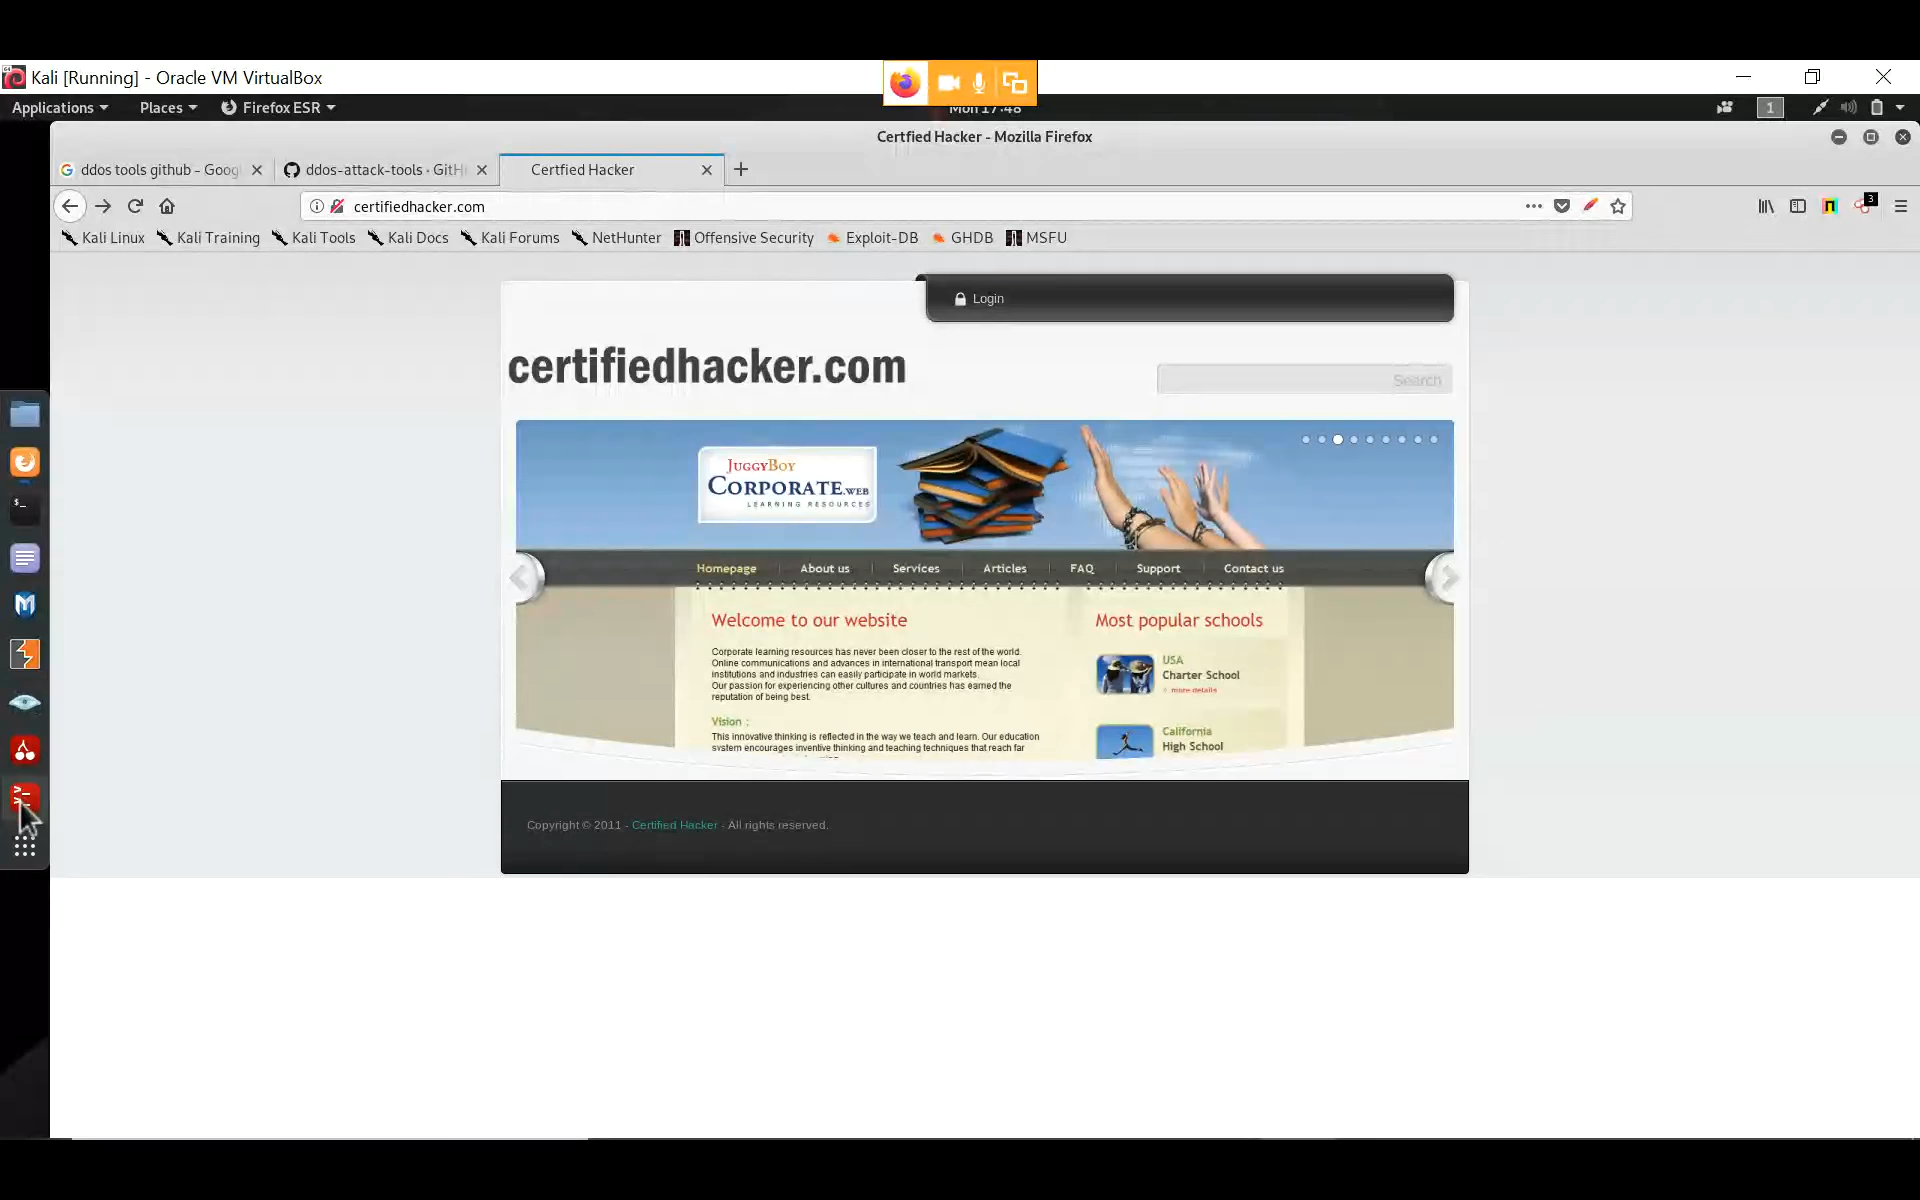 Kali [Running] - Oracle VM VirtualBox
Applications Places Firefox ESR Mon 17:48 1
Certfied Hacker - Mozilla Firefox
ddos tools github - Goog ddos-attack-tools · GitH Certfied Hacker
certifiedhacker.com 3
Kali Linux Kali Training Kali Tools Kali Docs Kali Forums NetHunter Offensive Security Exploit-DB GHDB MSFU
Login
certifiedhacker.com
Search
JUGGYBOY
CORPORATE.WEB
LEARNING RESOURCES
Homepage About us Services Articles FAQ Support Contact us
Welcome to our website
Corporate learning resources has never been closer to the rest of the world.
Online communications and advances in international transport mean local
institutions and industries can easily participate in world markets.
Our passion for experiencing other cultures and countries has earned the
reputation of being best.
Vision :
This innovative thinking is reflected in the way we teach and learn. Our education
system encourages inventive thinking and teaching techniques that reach far
Most popular schools
USA
Charter School
more details
California
High School
Copyright © 2011 - Certified Hacker - All rights reserved.